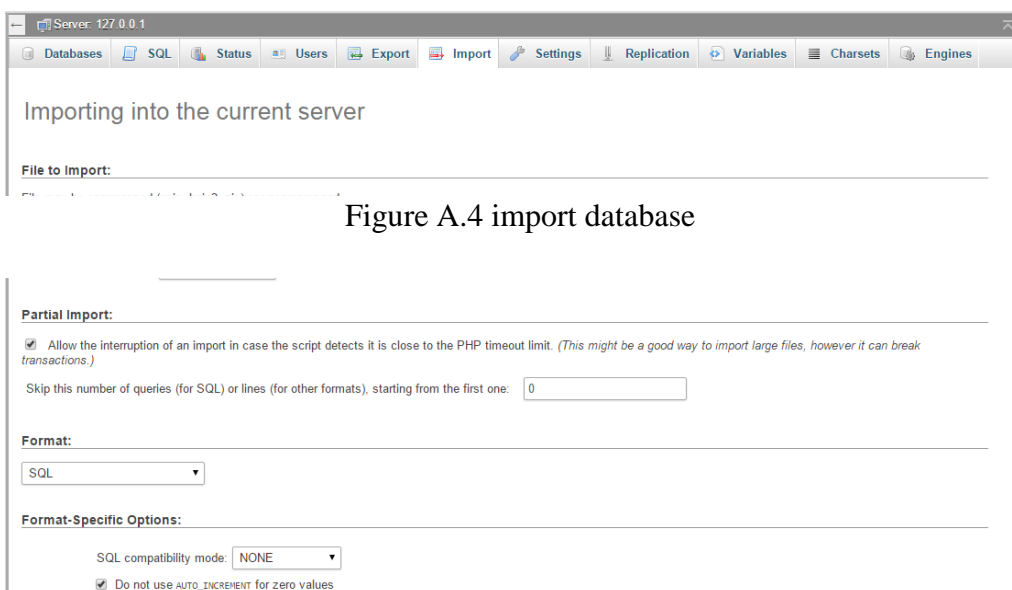 Server: 127.0.0.1
Databases SQL Status Users Export Import Settings Replication Variables Charsets Engines
Importing into the current server
File to Import:
Figure A.4 import database
Partial Import:
Allow the interruption of an import in case the script detects it is close to the PHP timeout limit. (This might be a good way to import large files, however it can break
transactions.)
Skip this number of queries (for SQL) or lines (for other formats), starting from the first one: 0
Format:
SQL
Format-Specific Options:
SQL compatibility mode: NONE
Do not use AUTO_INCREMENT for zero values